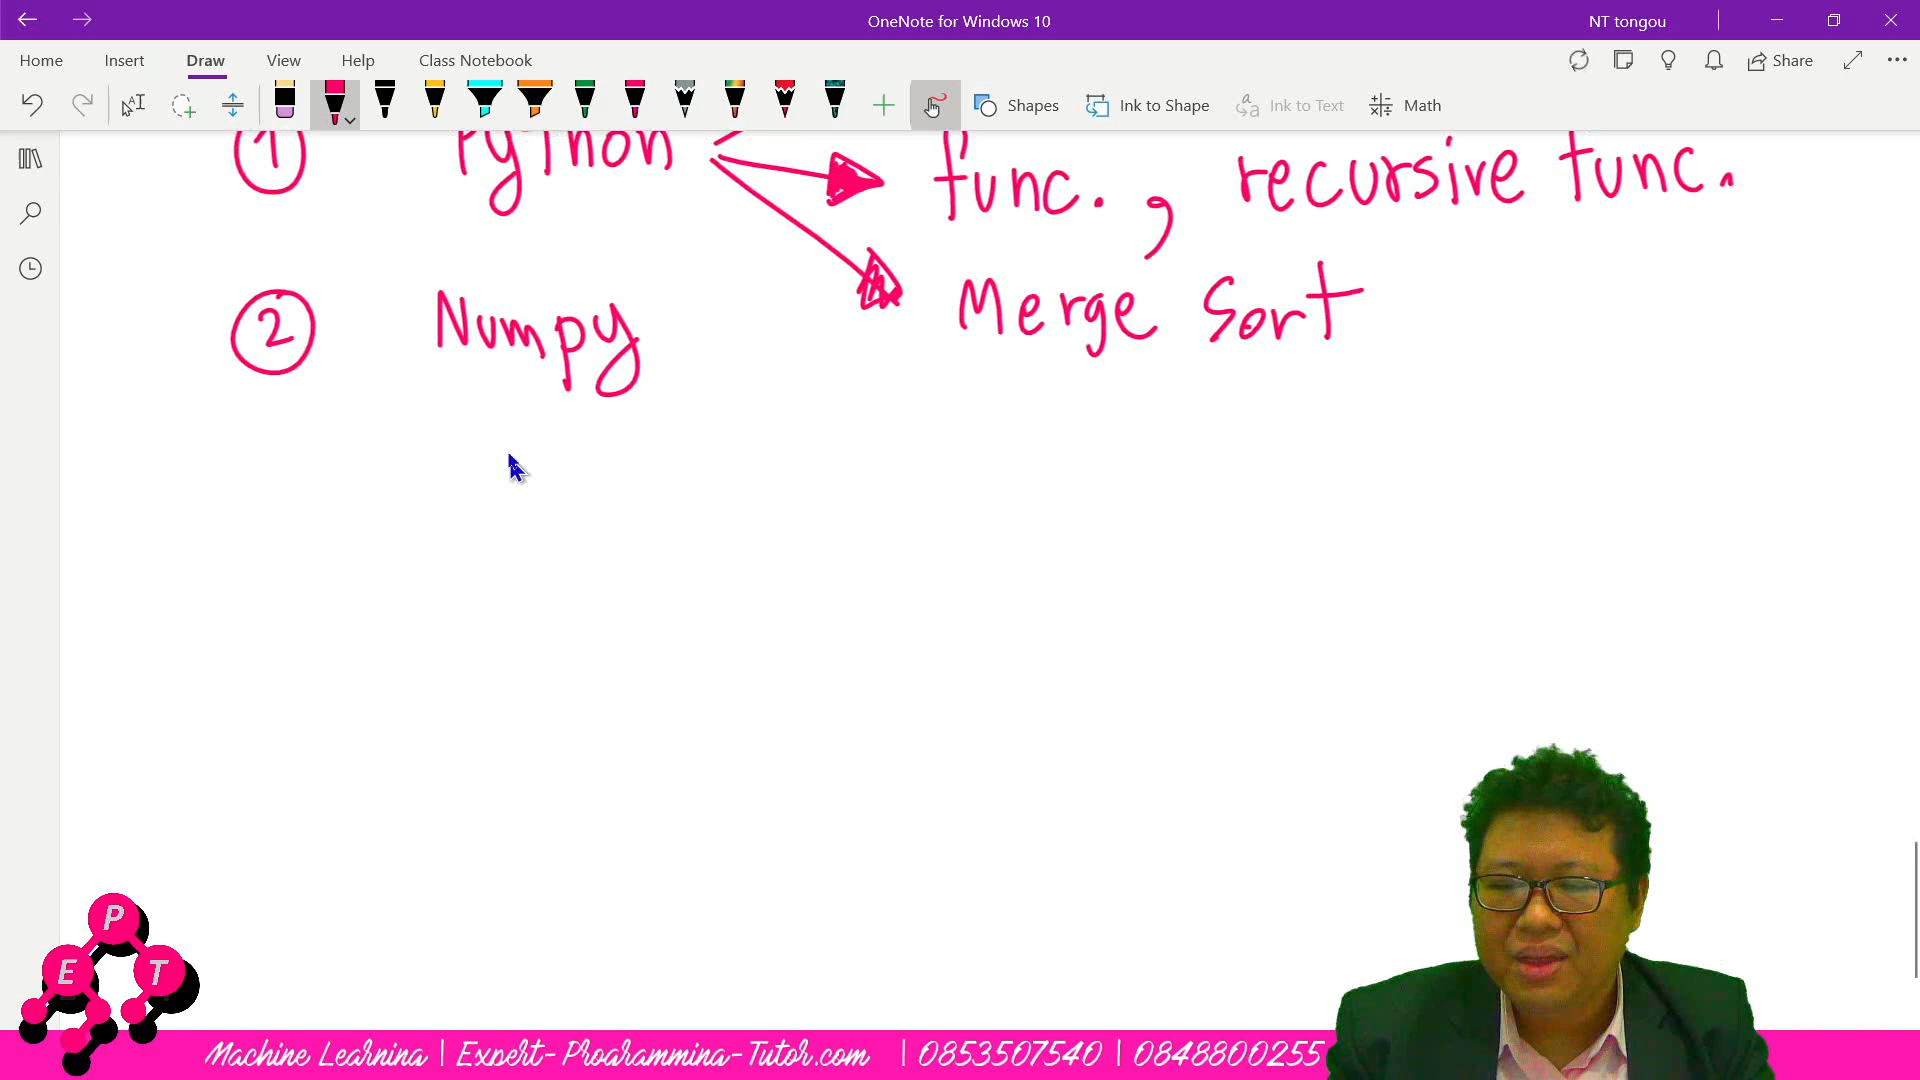 OneNote for Windows 10
NT tongou
Home Insert Draw View Help Class Notebook
Share
Shapes Ink to Shape Ink to Text Math
1 Python func., recursive func.
2 Numpy Merge Sort
P
E T
Machine Learning | Expert-Programming-Tutor.com | 0853507540 | 0848800255